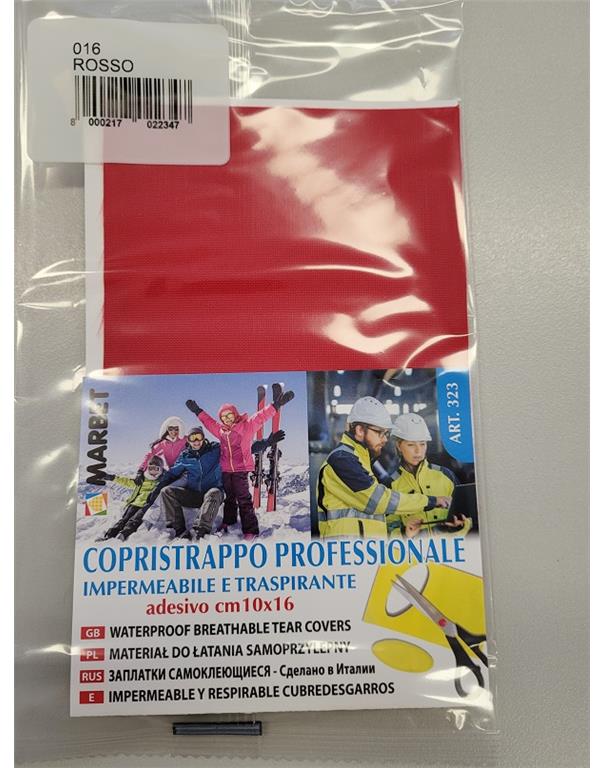 016
ROSSO
8 000217 022347
MARBET
ART. 323
COPRISTRAPPO PROFESSIONALE
IMPERMEABILE E TRASPIRANTE
adesivo cm10x16
GB WATERPROOF BREATHABLE TEAR COVERS
PL MATERIAŁ DO ŁATANIA SAMOPRZYLEPNY
RUS ЗАПЛАТКИ САМОКЛЕЮЩИЕСЯ - Сделано в Италии
E IMPERMEABLE Y RESPIRABLE CUBREDESGARROS